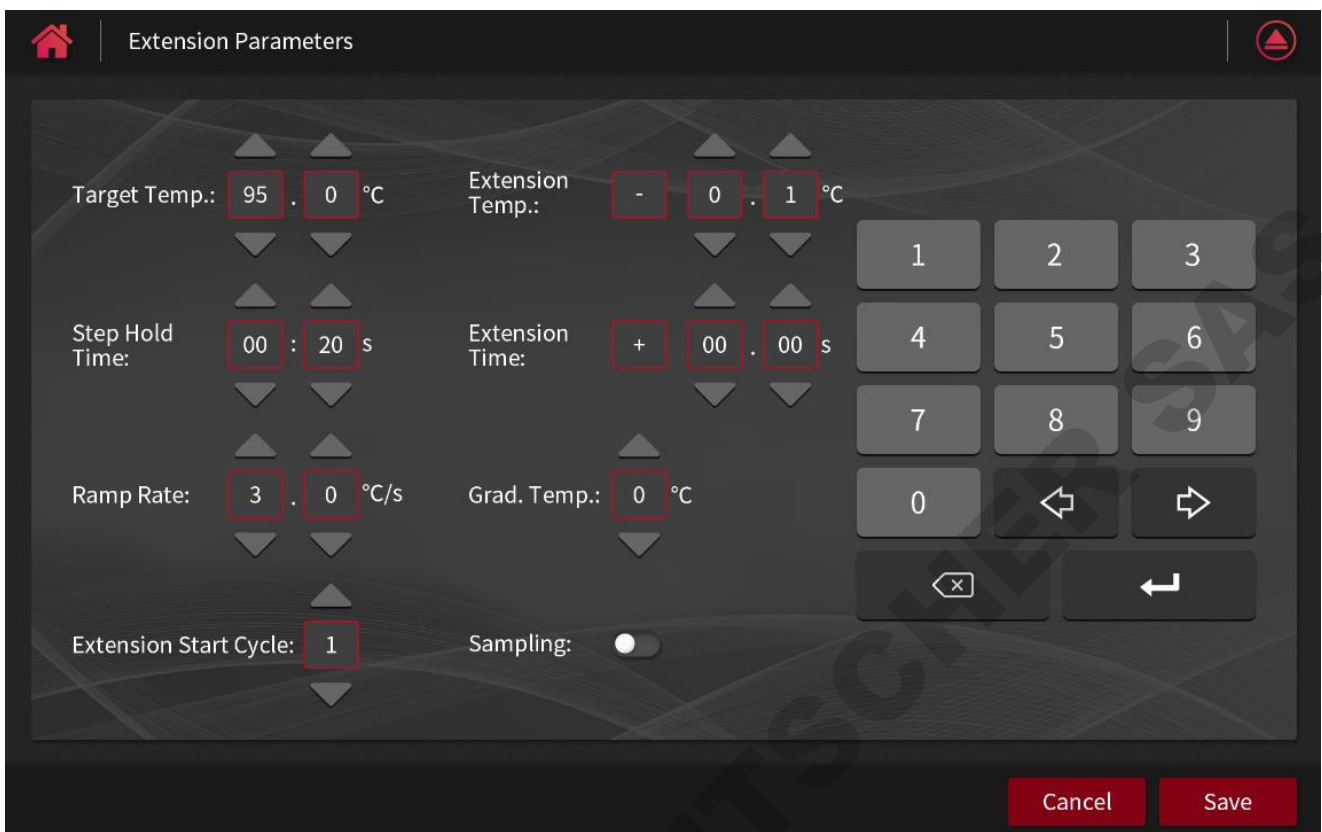 Extension Parameters
Target Temp.: 95 . 0 °C
Extension
Temp.: - 0 . 1 °C
1 2 3
Step Hold
Time: 00 : 20 s
Extension
Time: + 00 . 00 s
4 5 6
7 8 9
Ramp Rate: 3 . 0 °C/s
Grad. Temp.: 0 °C
0
Extension Start Cycle: 1
Sampling:
Cancel Save